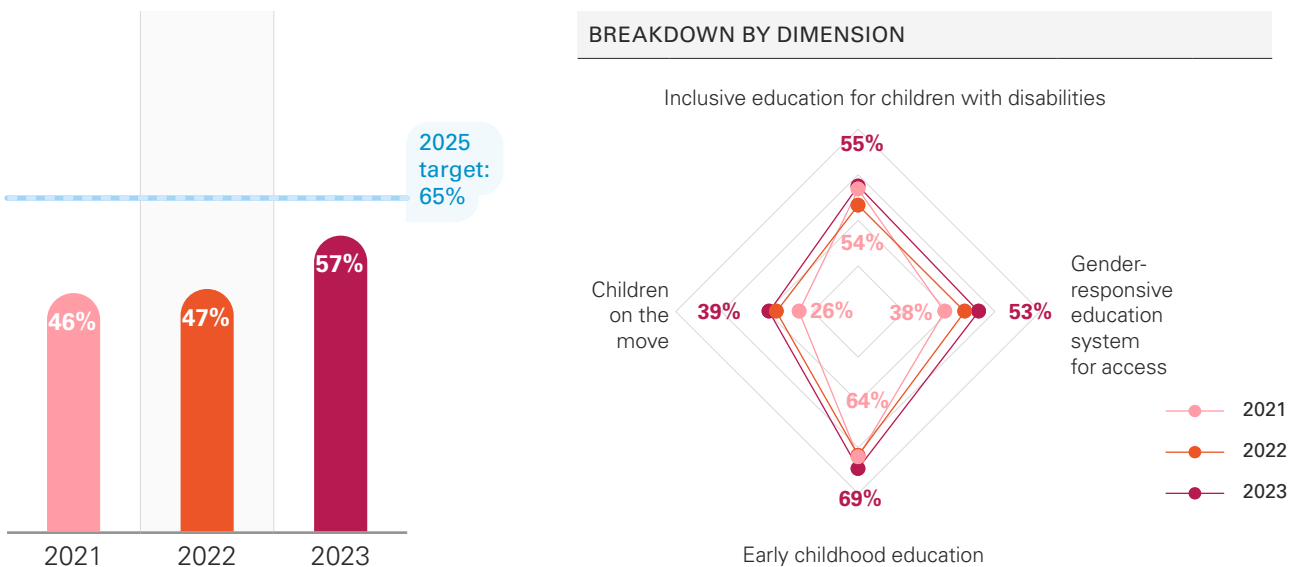 2025
target:
65%
46%
47%
57%
2021
2022
2023
BREAKDOWN BY DIMENSION
Inclusive education for children with disabilities
55%
54%
Children
on the
move
39%
26%
38%
53%
Gender-
responsive
education
system
for access
64%
69%
Early childhood education
2021
2022
2023